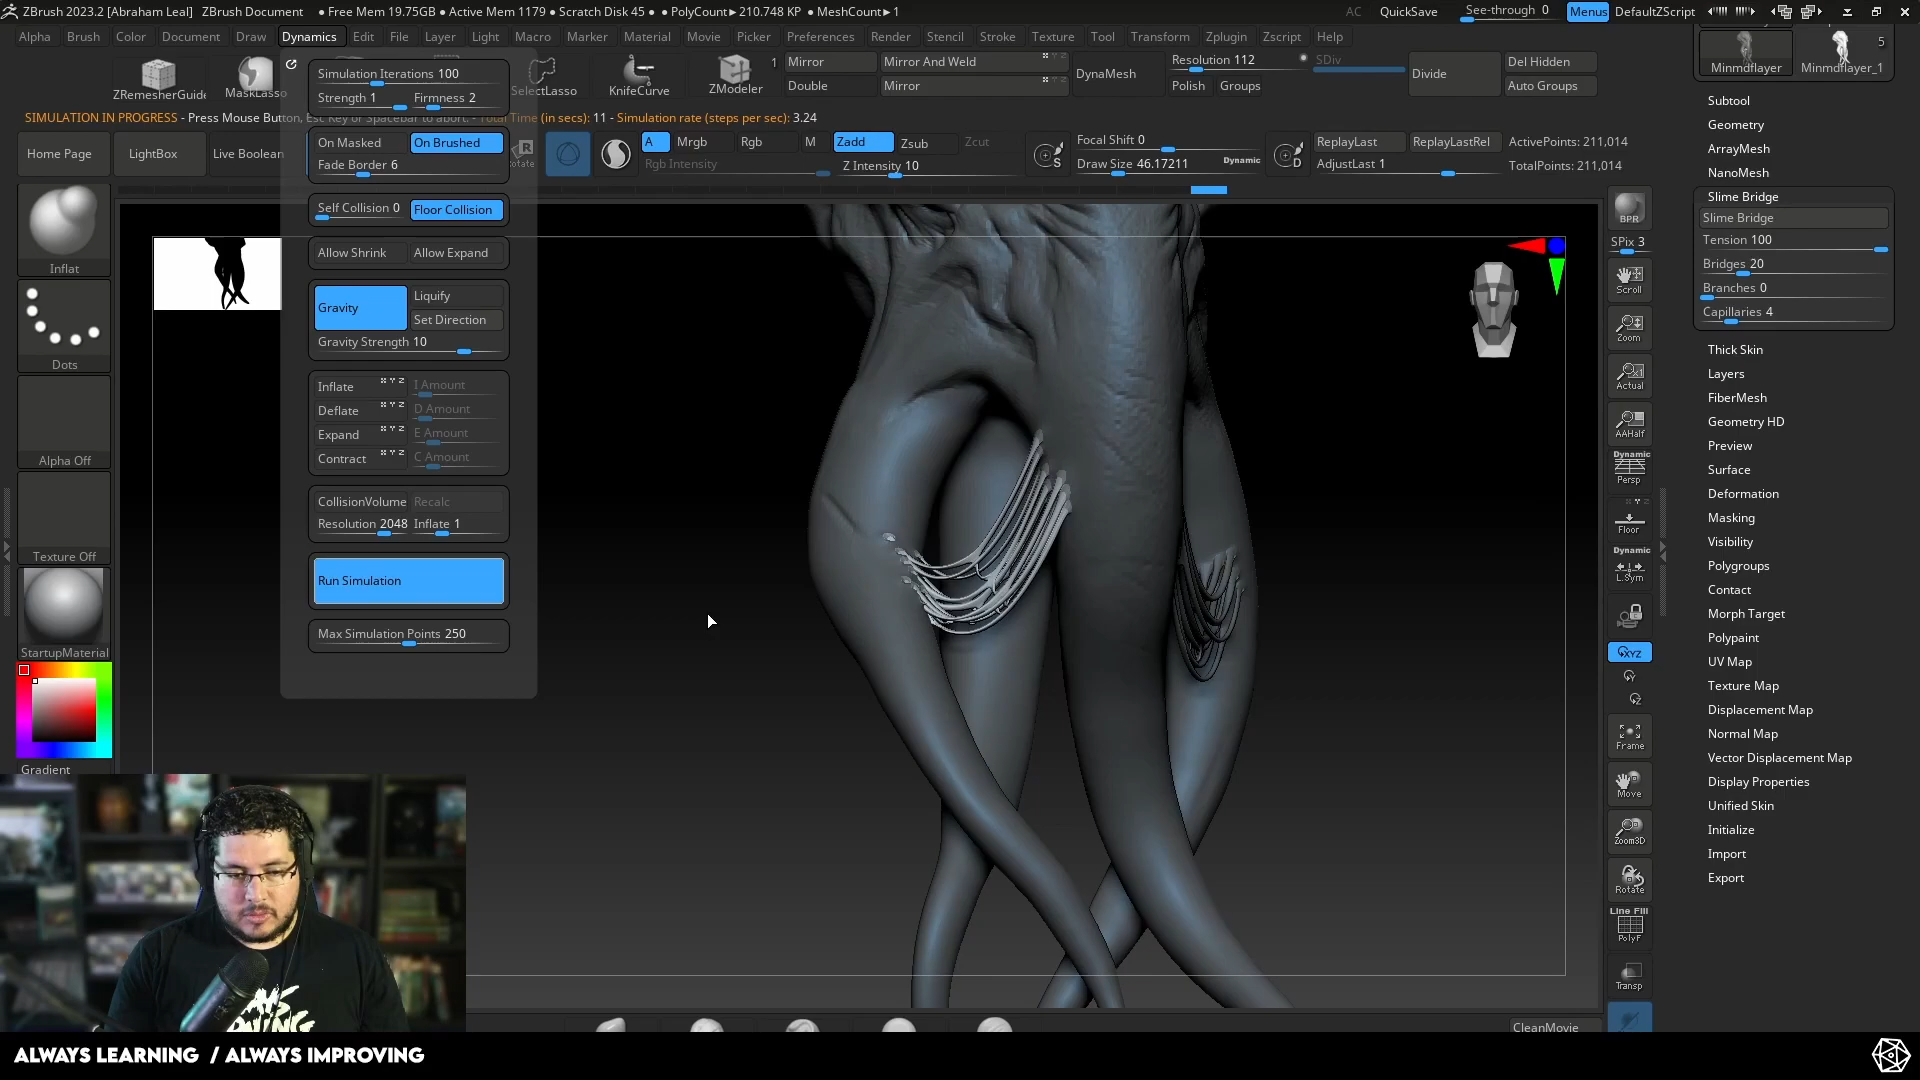 ZBrush 2023.2 [Abraham Leal] ZBrush Document ● Free Mem 19.75GB ● Active Mem 1179 ● Scratch Disk 45 ● ● PolyCount► 210.748 KP ● MeshCount► 1
AC QuickSave See-through 0 Menus DefaultZScript
Alpha Brush Color Document Draw Dynamics Edit File Layer Light Macro Marker Material Movie Picker Preferences Render Stencil Stroke Texture Tool Transform Zplugin Zscript Help
ZRemesherGuide MaskLasso SelectLasso KnifeCurve ZModeler 1
Mirror Mirror And Weld
Double Mirror
DynaMesh
Resolution 112
Polish Groups
SDiv
Divide
Del Hidden
Auto Groups
SIMULATION IN PROGRESS - Press Mouse Button, Esc Key or Spacebar to abort. - Total Time (in secs): 11 - Simulation rate (steps per sec): 3.24
Home Page LightBox Live Boolean
Rotate
A Mrgb Rgb M Zadd Zsub Zcut
Rgb Intensity Z Intensity 10
S
Focal Shift 0
Draw Size 46.17211 Dynamic
D
ReplayLast ReplayLastRel ActivePoints: 211,014
AdjustLast 1 TotalPoints: 211,014
Simulation Iterations 100
Strength 1 Firmness 2
On Masked On Brushed
Fade Border 6
Self Collision 0 Floor Collision
Allow Shrink Allow Expand
Gravity Liquify
Set Direction
Gravity Strength 10
Inflate X Y Z I Amount
Deflate X Y Z D Amount
Expand X Y Z E Amount
Contract X Y Z C Amount
CollisionVolume Recalc
Resolution 2048 Inflate 1
Run Simulation
Max Simulation Points 250
Inflat
Dots
Alpha Off
Texture Off
StartupMaterial
Gradient
BPR
SPix 3
Scroll
Zoom
Actual
AAHalf
Dynamic
Persp
Floor
Dynamic
L.Sym
XYZ
Y
Z
Frame
Move
Zoom3D
Rotate
Line Fill
PolyF
Transp
5
Minmdflayer Minmdflayer_1
Subtool
Geometry
ArrayMesh
NanoMesh
Slime Bridge
Slime Bridge
Tension 100
Bridges 20
Branches 0
Capillaries 4
Thick Skin
Layers
FiberMesh
Geometry HD
Preview
Surface
Deformation
Masking
Visibility
Polygroups
Contact
Morph Target
Polypaint
UV Map
Texture Map
Displacement Map
Normal Map
Vector Displacement Map
Display Properties
Unified Skin
Initialize
Import
Export
CleanMovie
ALWAYS LEARNING / ALWAYS IMPROVING